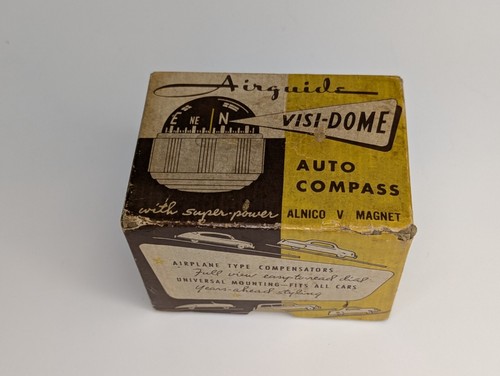 Airguide
E NE N
VISI-DOME
AUTO
COMPASS
with super-power ALNICO V MAGNET
AIRPLANE TYPE COMPENSATORS
Full view easy-to-read dial
UNIVERSAL MOUNTING—FITS ALL CARS
Years-ahead styling